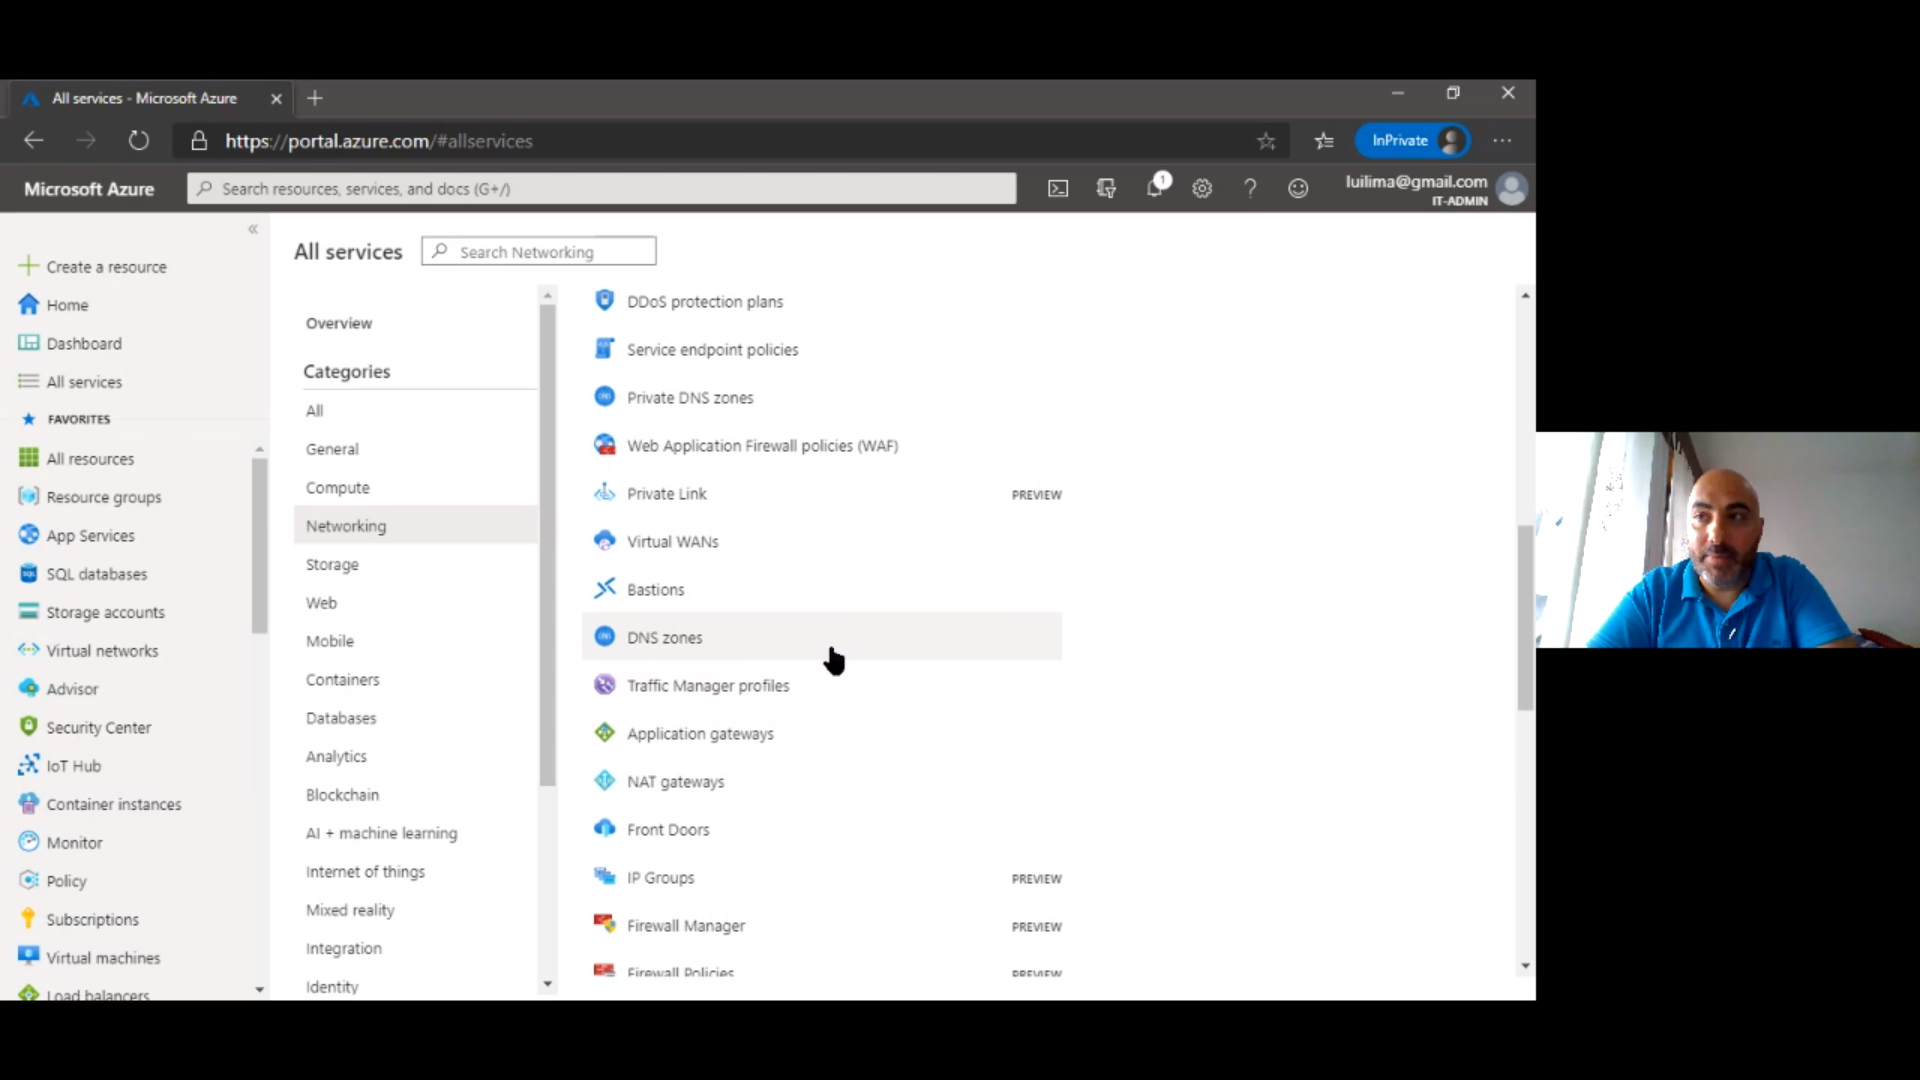 All services - Microsoft Azure
https://portal.azure.com/#allservices
InPrivate
Microsoft Azure
Search resources, services, and docs (G+/)
1
luilima@gmail.com
IT-ADMIN
Create a resource
Home
Dashboard
All services
FAVORITES
All resources
Resource groups
App Services
SQL databases
Storage accounts
Virtual networks
Advisor
Security Center
IoT Hub
Container instances
Monitor
Policy
Subscriptions
Virtual machines
Load balancers
All services
Search Networking
Overview
Categories
All
General
Compute
Networking
Storage
Web
Mobile
Containers
Databases
Analytics
Blockchain
AI + machine learning
Internet of things
Mixed reality
Integration
Identity
DDoS protection plans
Service endpoint policies
Private DNS zones
Web Application Firewall policies (WAF)
Private Link PREVIEW
Virtual WANs
Bastions
DNS zones
Traffic Manager profiles
Application gateways
NAT gateways
Front Doors
IP Groups PREVIEW
Firewall Manager PREVIEW
Firewall Policies PREVIEW